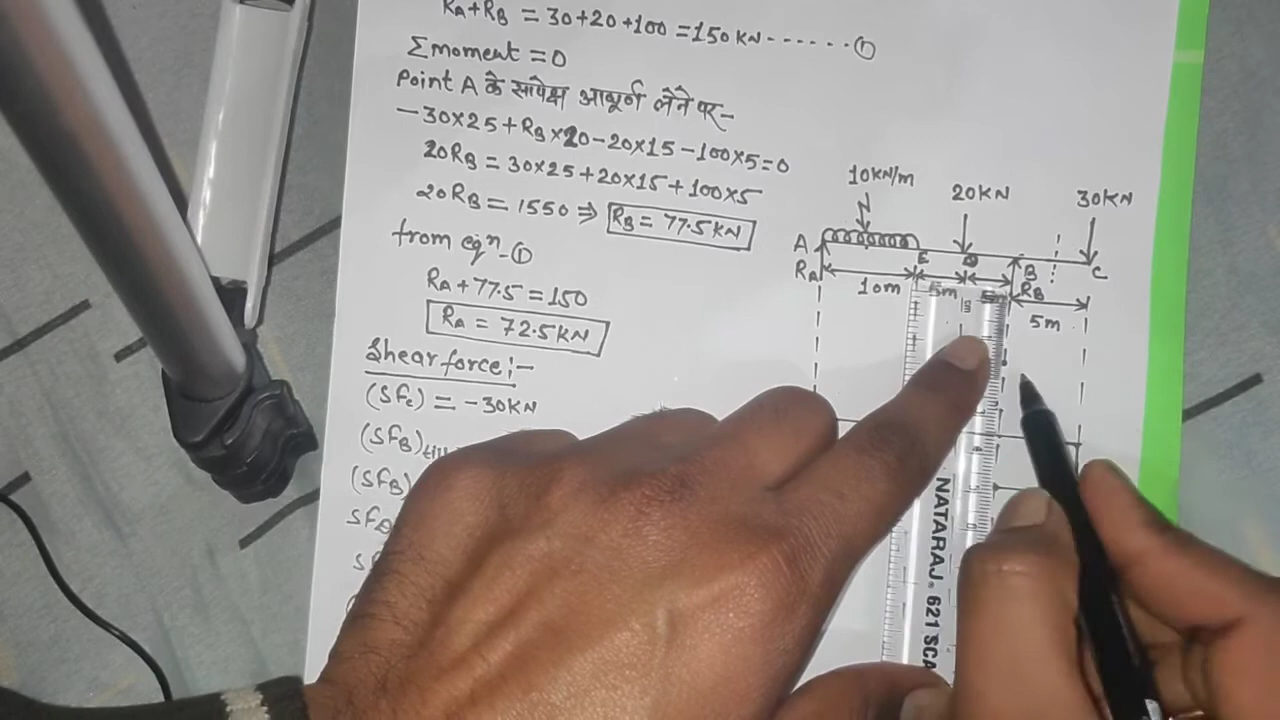 RA+RB = 30+20+100 = 150KN ------ ①
Σmoment = 0
Point A के सापेक्ष आघूर्ण लेने पर-
-30×25+RB×20-20×15-100×5=0
20RB = 30×25+20×15+100×5
20RB = 1550 ⇒ RB = 77.5KN
from eqⁿ-①
RA+77.5=150
RA = 72.5KN
Shear force:-
(SFc) = -30KN
(SFB)
(SFB)
10KN/m
20KN
30KN
A
E
D
B
C
RA
RB
10m
5m
5m
5m
NATARAJ 621 SCA